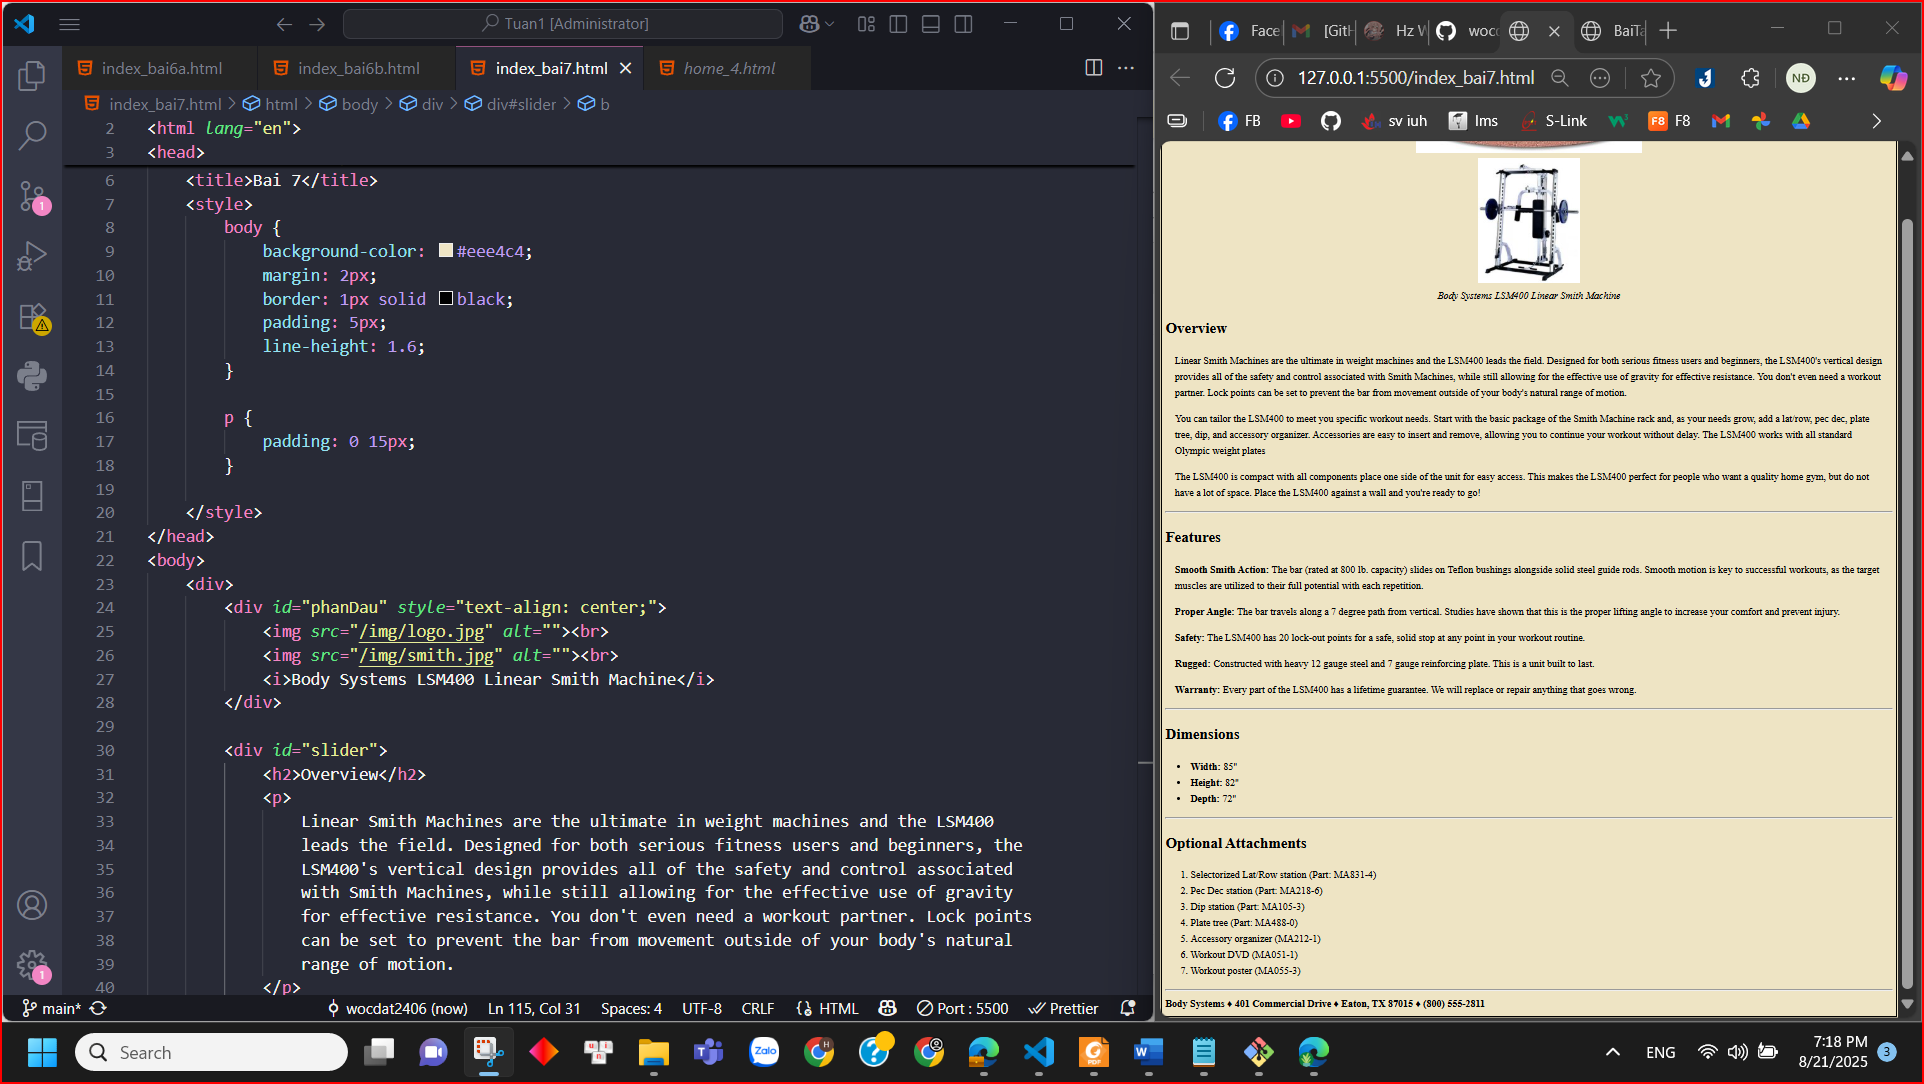 Tuan1 [Administrator]
index_bai6a.html
index_bai6b.html
index_bai7.html
home_4.html
index_bai7.html > html > body > div > div#slider > b
2 <html lang="en">
3 <head>
6 <title>Bai 7</title>
7 <style>
8 body {
9 background-color: #eee4c4;
10 margin: 2px;
11 border: 1px solid black;
12 padding: 5px;
13 line-height: 1.6;
14 }
15
16 p {
17 padding: 0 15px;
18 }
19
20 </style>
21 </head>
22 <body>
23 <div>
24 <div id="phanDau" style="text-align: center;">
25 <img src="/img/logo.jpg" alt=""><br>
26 <img src="/img/smith.jpg" alt=""><br>
27 <i>Body Systems LSM400 Linear Smith Machine</i>
28 </div>
29
30 <div id="slider">
31 <h2>Overview</h2>
32 <p>
33 Linear Smith Machines are the ultimate in weight machines and the LSM400
34 leads the field. Designed for both serious fitness users and beginners, the
35 LSM400's vertical design provides all of the safety and control associated
36 with Smith Machines, while still allowing for the effective use of gravity
37 for effective resistance. You don't even need a workout partner. Lock points
38 can be set to prevent the bar from movement outside of your body's natural
39 range of motion.
40 </p>
1
1
main*
wocdat2406 (now)
Ln 115, Col 31
Spaces: 4
UTF-8
CRLF
HTML
Port : 5500
Prettier
Face
[GitH
Hz W
woc
BaiTa
127.0.0.1:5500/index_bai7.html
NĐ
FB
sv iuh
lms
S-Link
F8
F8
Body Systems LSM400 Linear Smith Machine
Overview
Linear Smith Machines are the ultimate in weight machines and the LSM400 leads the field. Designed for both serious fitness users and beginners, the LSM400's vertical design
provides all of the safety and control associated with Smith Machines, while still allowing for the effective use of gravity for effective resistance. You don't even need a workout
partner. Lock points can be set to prevent the bar from movement outside of your body's natural range of motion.
You can tailor the LSM400 to meet you specific workout needs. Start with the basic package of the Smith Machine rack and, as your needs grow, add a lat/row, pec dec, plate
tree, dip, and accessory organizer. Accessories are easy to insert and remove, allowing you to continue your workout without delay. The LSM400 works with all standard
Olympic weight plates
The LSM400 is compact with all components place one side of the unit for easy access. This makes the LSM400 perfect for people who want a quality home gym, but do not
have a lot of space. Place the LSM400 against a wall and you're ready to go!
Features
Smooth Smith Action: The bar (rated at 800 lb. capacity) slides on Teflon bushings alongside solid steel guide rods. Smooth motion is key to successful workouts, as the target
muscles are utilized to their full potential with each repetition.
Proper Angle: The bar travels along a 7 degree path from vertical. Studies have shown that this is the proper lifting angle to increase your comfort and prevent injury.
Safety: The LSM400 has 20 lock-out points for a safe, solid stop at any point in your workout routine.
Rugged: Constructed with heavy 12 gauge steel and 7 gauge reinforcing plate. This is a unit built to last.
Warranty: Every part of the LSM400 has a lifetime guarantee. We will replace or repair anything that goes wrong.
Dimensions
• Width: 85"
• Height: 82"
• Depth: 72"
Optional Attachments
1. Selectorized Lat/Row station (Part: MA831-4)
2. Pec Dec station (Part: MA218-6)
3. Dip station (Part: MA105-3)
4. Plate tree (Part: MA488-0)
5. Accessory organizer (MA212-1)
6. Workout DVD (MA051-1)
7. Workout poster (MA055-3)
Body Systems ♦ 401 Commercial Drive ♦ Eaton, TX 87015 ♦ (800) 555-2811
Search
Zalo
ENG
7:18 PM
8/21/2025
3